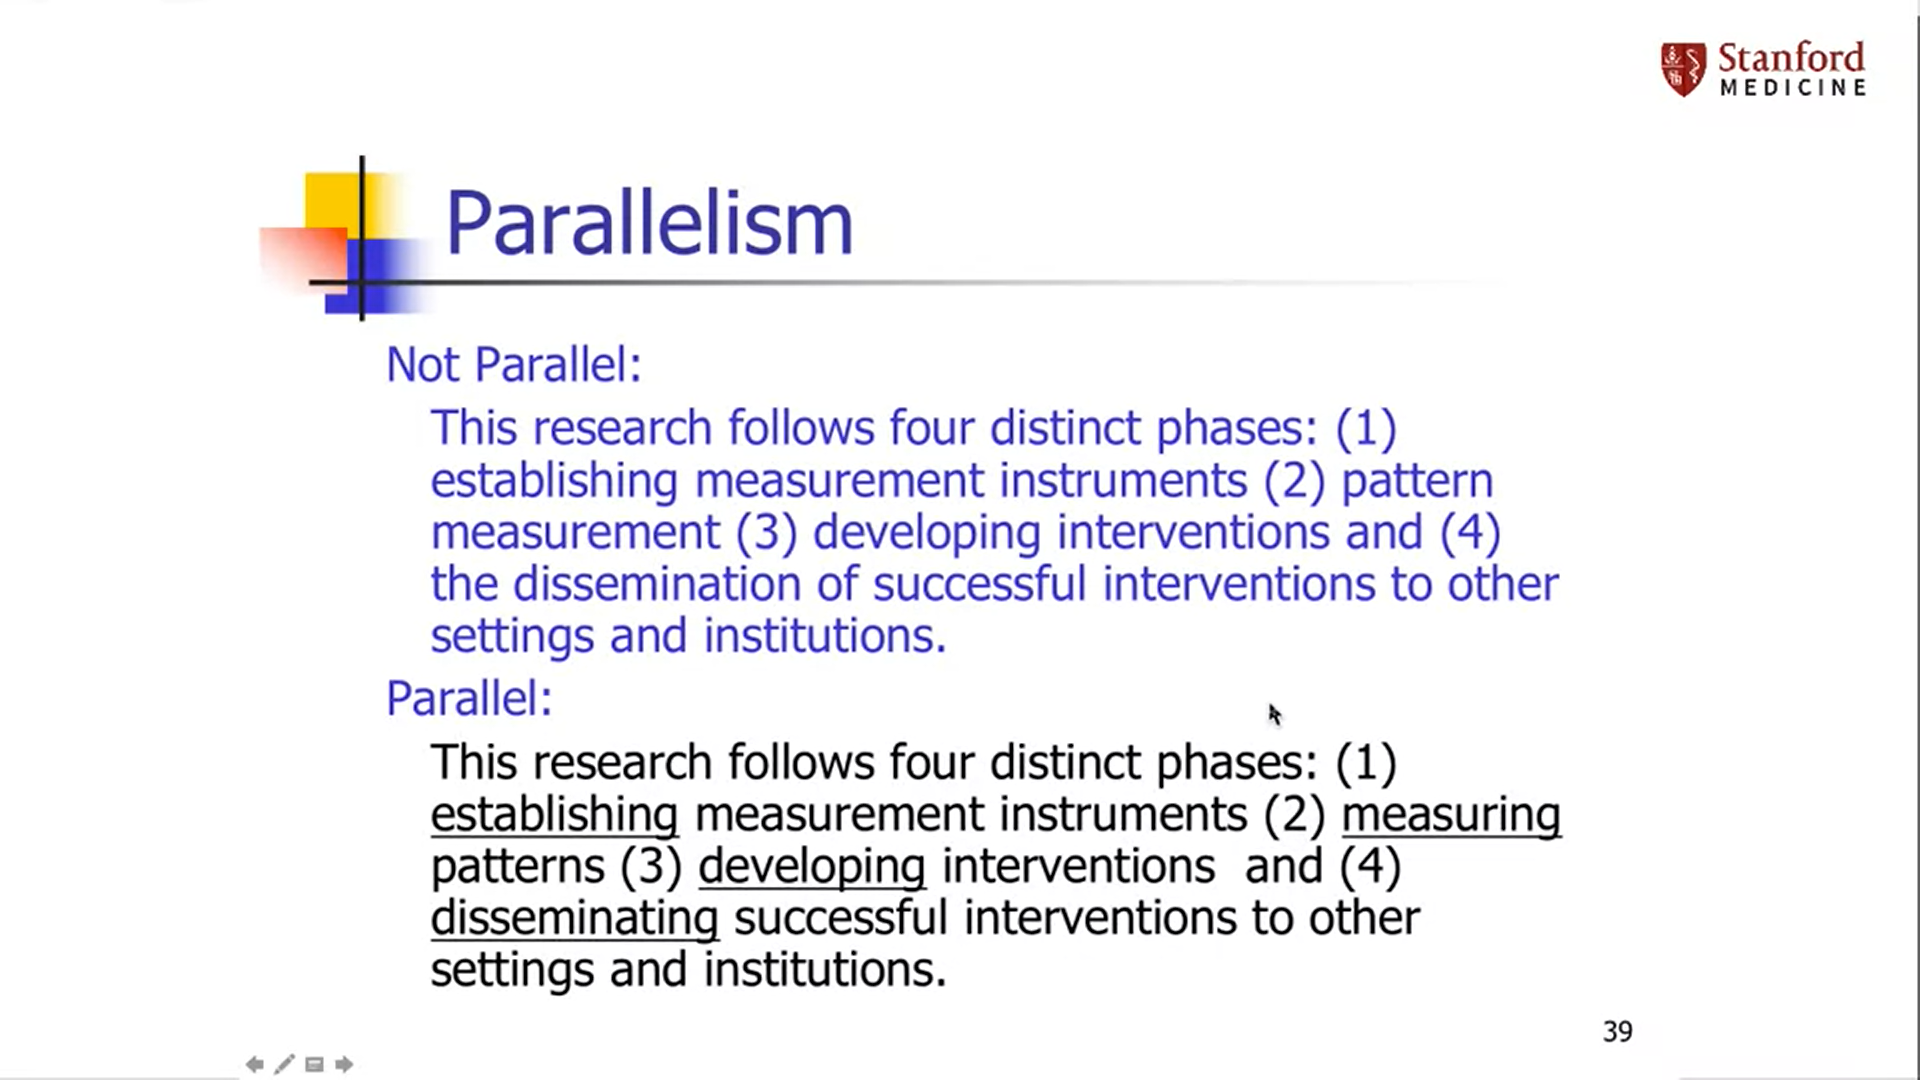 Stanford
MEDICINE
Parallelism
Not Parallel:
This research follows four distinct phases: (1)
establishing measurement instruments (2) pattern
measurement (3) developing interventions and (4)
the dissemination of successful interventions to other
settings and institutions.
Parallel:
This research follows four distinct phases: (1)
establishing measurement instruments (2) measuring
patterns (3) developing interventions  and (4)
disseminating successful interventions to other
settings and institutions.
39